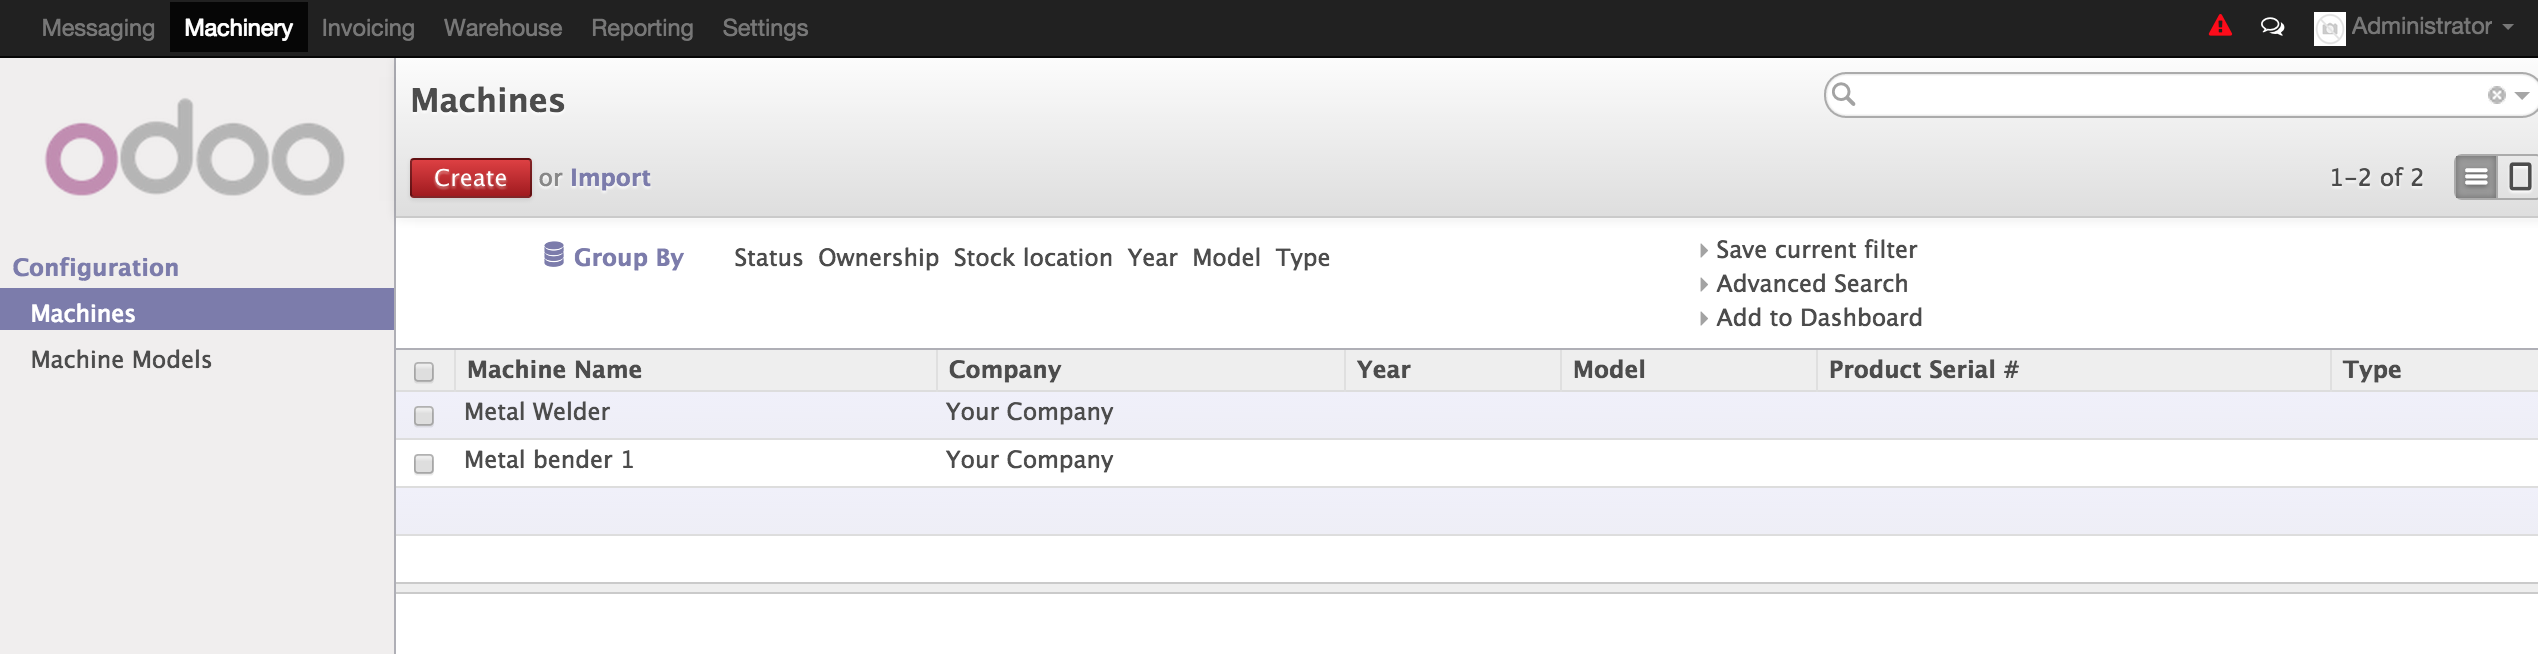 Messaging Machinery Invoicing Warehouse Reporting Settings Administrator
odoo
Machines
Create or Import 1-2 of 2
Configuration
Machines
Machine Models
Group By Status Ownership Stock location Year Model Type
Save current filter
Advanced Search
Add to Dashboard
Machine Name Company Year Model Product Serial # Type
Metal Welder Your Company
Metal bender 1 Your Company